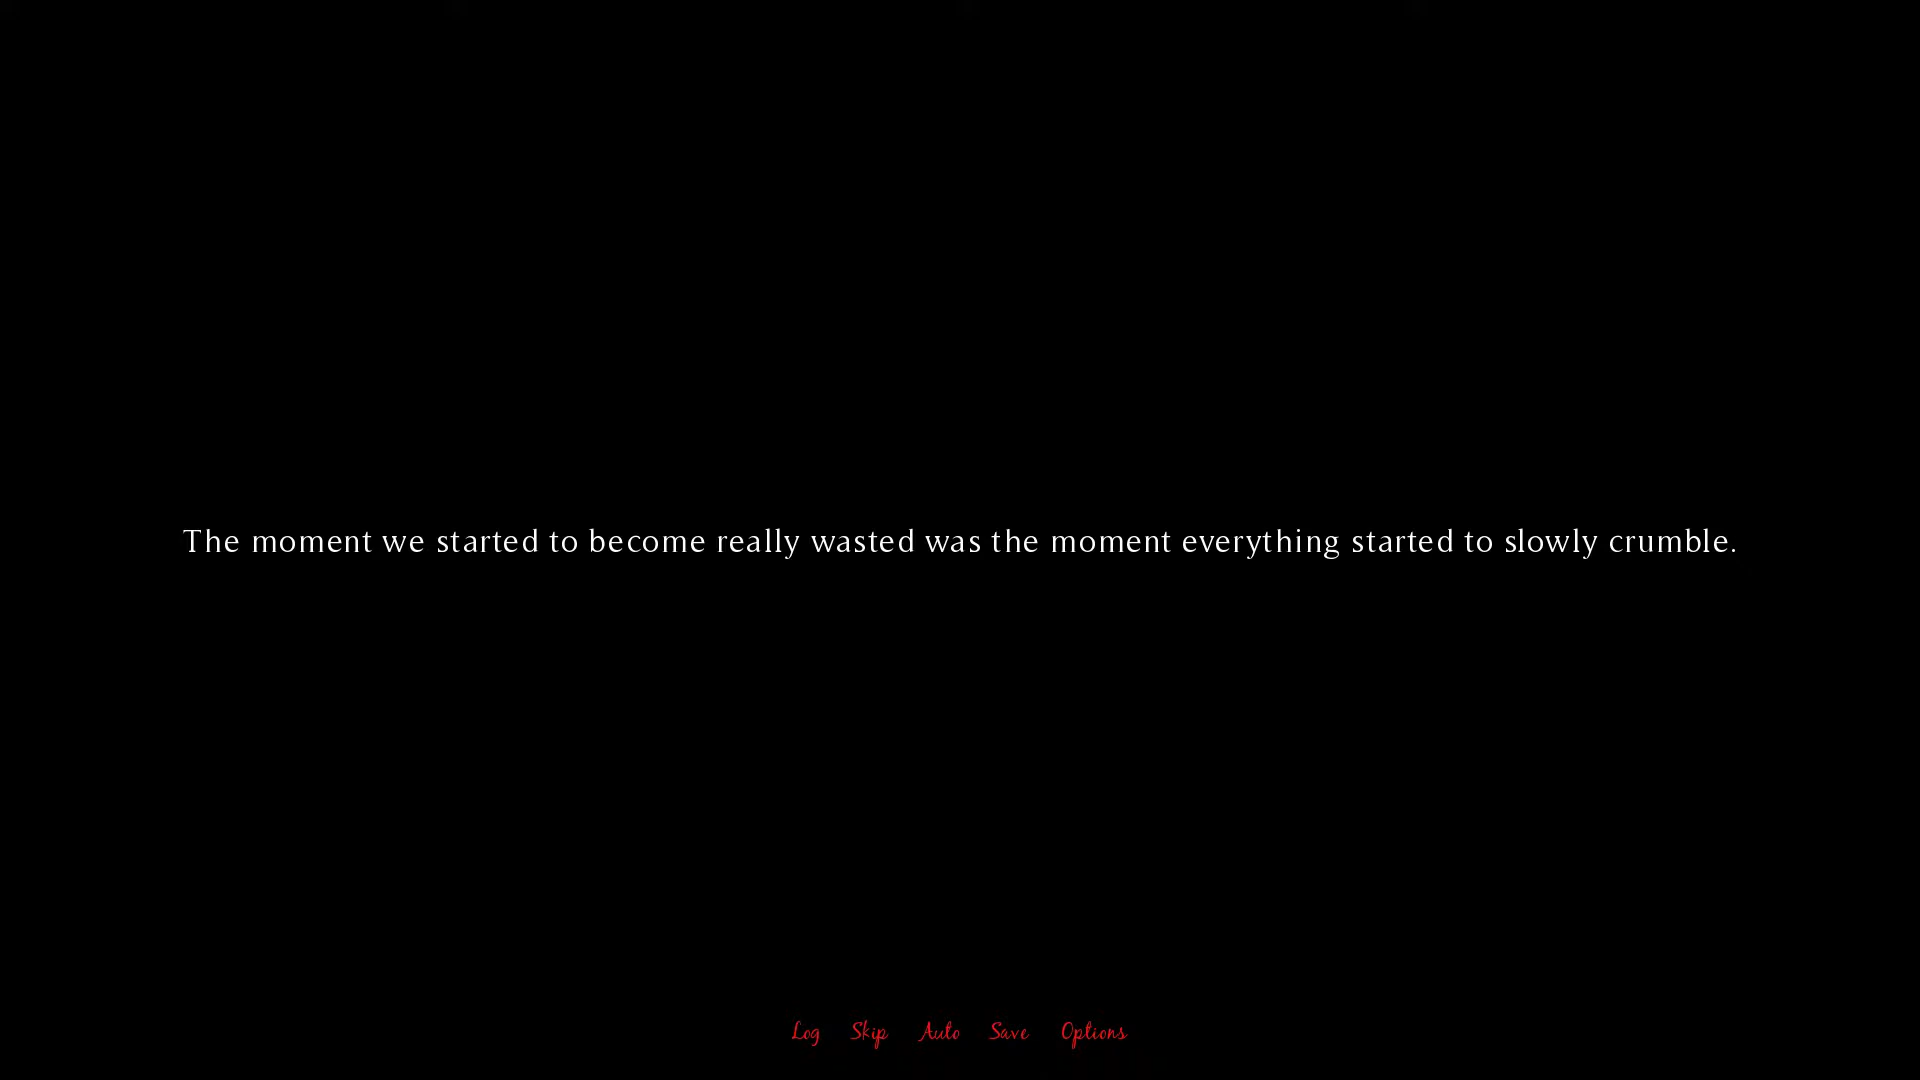 The moment we started to become really wasted was the moment everything started to slowly crumble.
Log Skip Auto Save Options